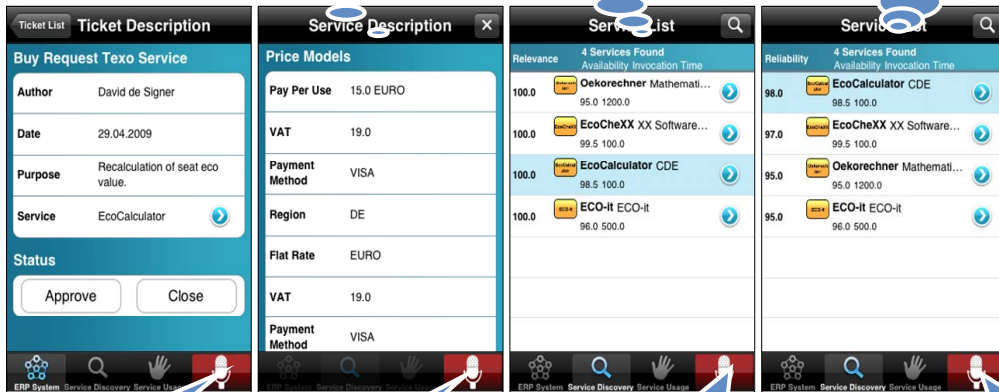 Ticket List
Ticket Description
Buy Request Texo Service
Author David de Signer
Date 29.04.2009
Purpose Recalculation of seat eco
value.
Service EcoCalculator
Status
Approve Close
ERP System Service Discovery Service Usage
Service Description X
Price Models
Pay Per Use 15.0 EURO
VAT 19.0
Payment
Method VISA
Region DE
Flat Rate EURO
VAT 19.0
Payment
Method VISA
ERP System Service Discovery Service Usage
List
Relevance 4 Services Found
Availability Invocation Time
100.0 Oekorechner Mathemati...
95.0 1200.0
100.0 EcoCheXX XX Software...
99.5 100.0
100.0 EcoCalculator CDE
98.5 100.0
100.0 ECO-it ECO-it
96.0 500.0
ERP System Service Discovery Service Usage
Reliability 4 Services Found
Availability Invocation Time
98.0 EcoCalculator CDE
98.5 100.0
97.0 EcoCheXX XX Software...
99.5 100.0
95.0 Oekorechner Mathemati...
95.0 1200.0
95.0 ECO-it ECO-it
96.0 500.0
ERP System Service Discovery Service Usage